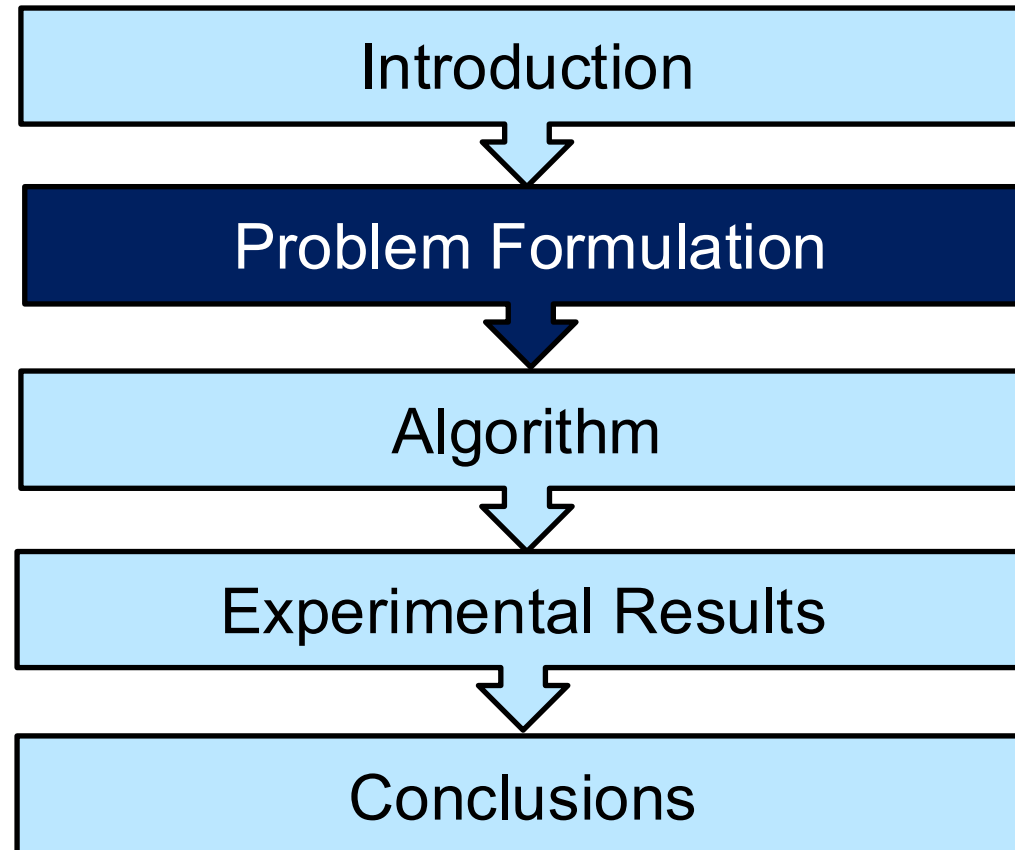 Introduction
Problem Formulation
Algorithm
Experimental Results
Conclusions